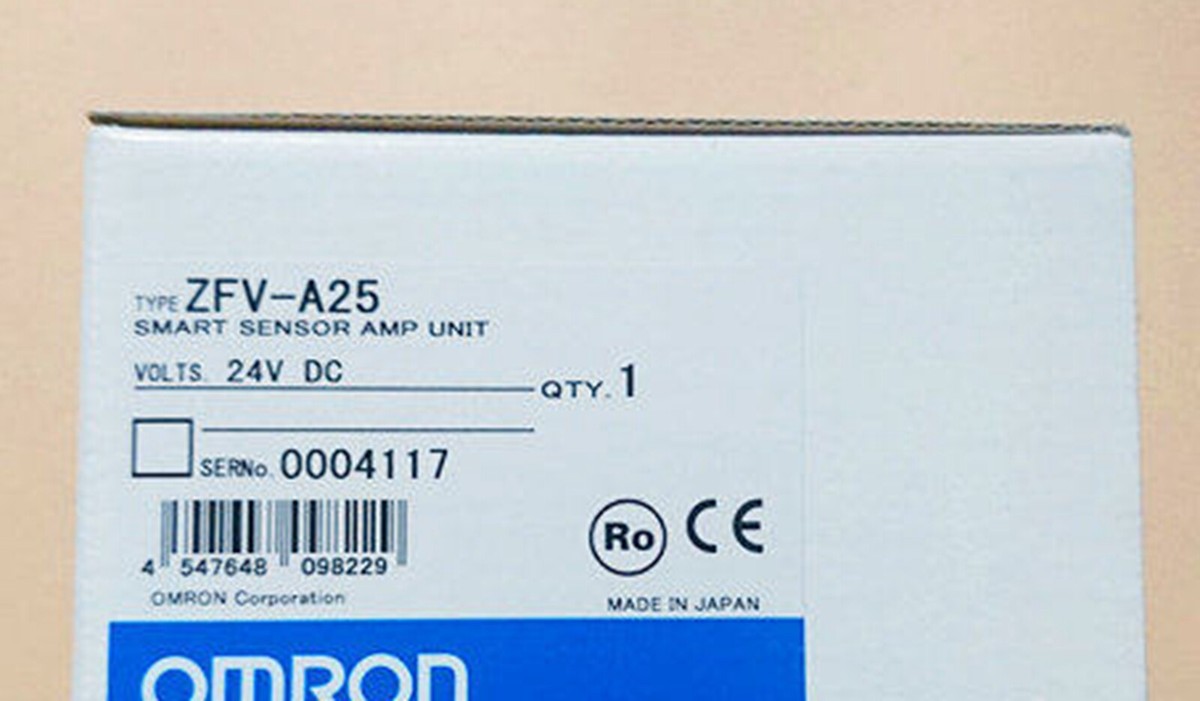 TYPE ZFV-A25
SMART SENSOR AMP UNIT
VOLTS. 24V DC
QTY. 1
SERNo. 0004117
4 547648 098229
Ro CE
OMRON Corporation
MADE IN JAPAN
OMRON